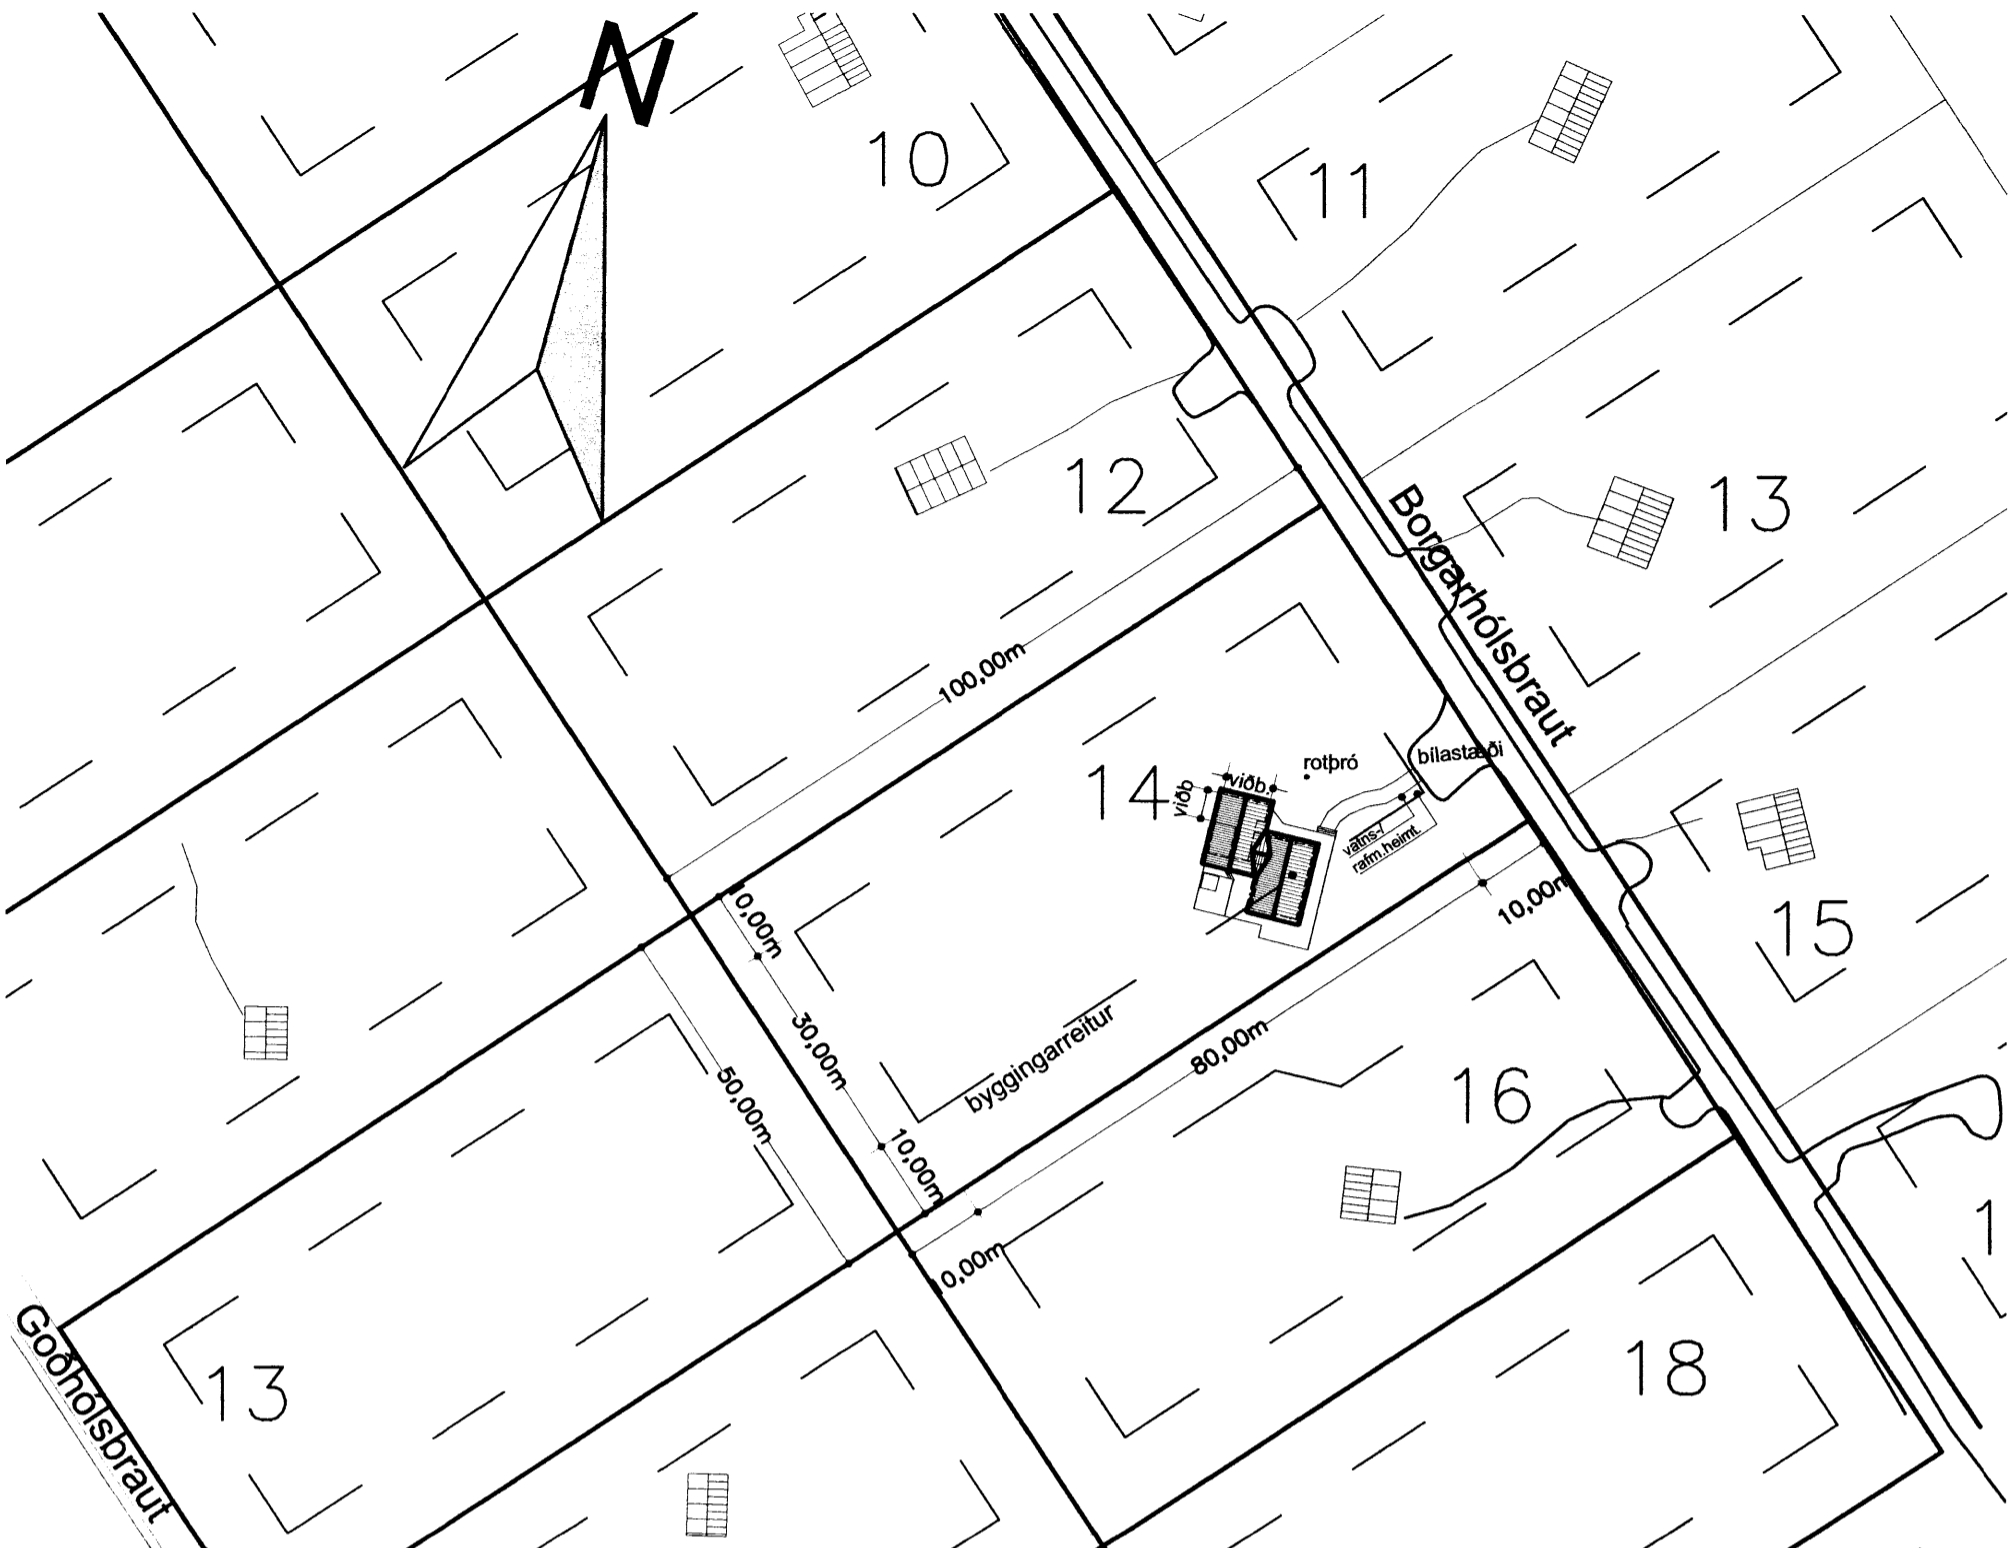 N
10
11
12
13
Borgarhólsbraut
100,00m
14
viðb
viðb.
rotþró
bílastæði
vatns-/
rafm.heimt.
10,00m
10,00m
15
30,00m
50,00m
byggingarreitur
80,00m
16
10,00m
10,00m
1
Goðhólsbraut
13
18